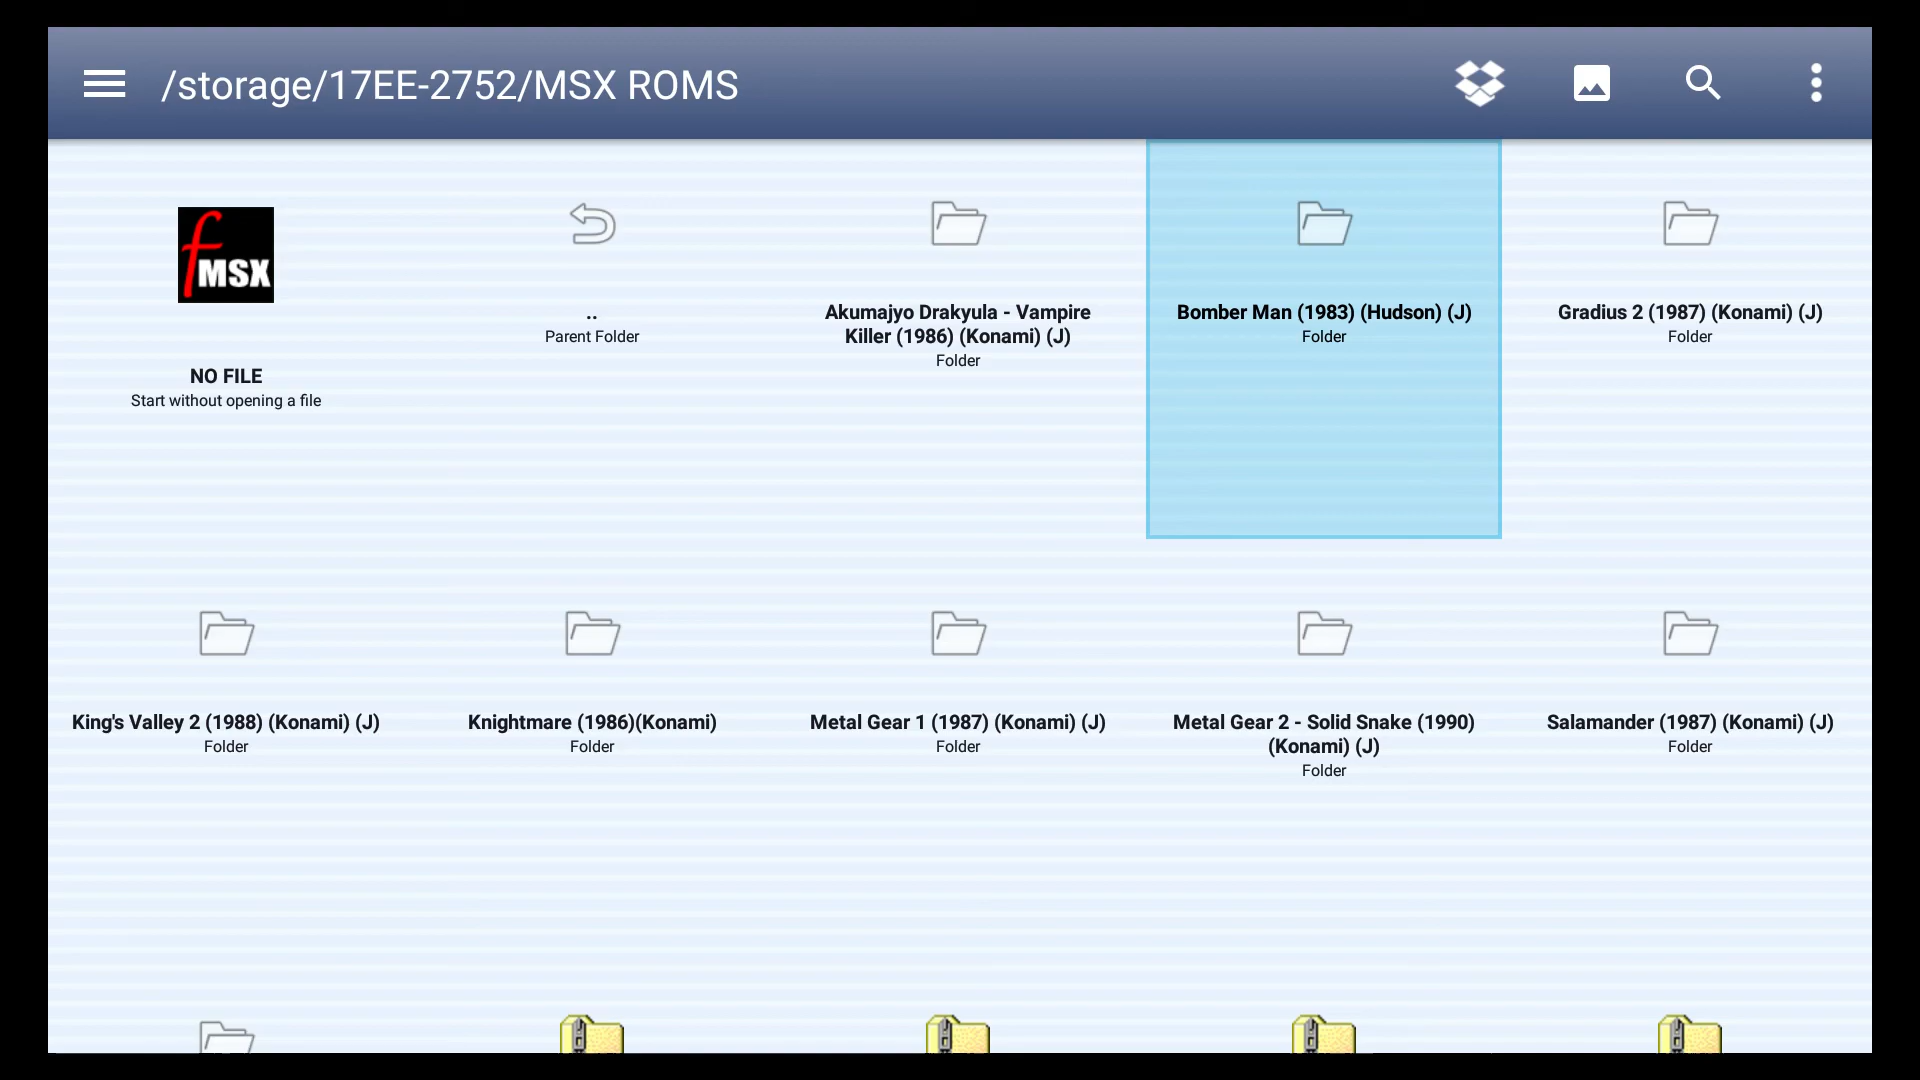 /storage/17EE-2752/MSX ROMS
fMSX
NO FILE
Start without opening a file
..
Parent Folder
Akumajyo Drakyula - Vampire
Killer (1986) (Konami) (J)
Folder
Bomber Man (1983) (Hudson) (J)
Folder
Gradius 2 (1987) (Konami) (J)
Folder
King's Valley 2 (1988) (Konami) (J)
Folder
Knightmare (1986)(Konami)
Folder
Metal Gear 1 (1987) (Konami) (J)
Folder
Metal Gear 2 - Solid Snake (1990)
(Konami) (J)
Folder
Salamander (1987) (Konami) (J)
Folder